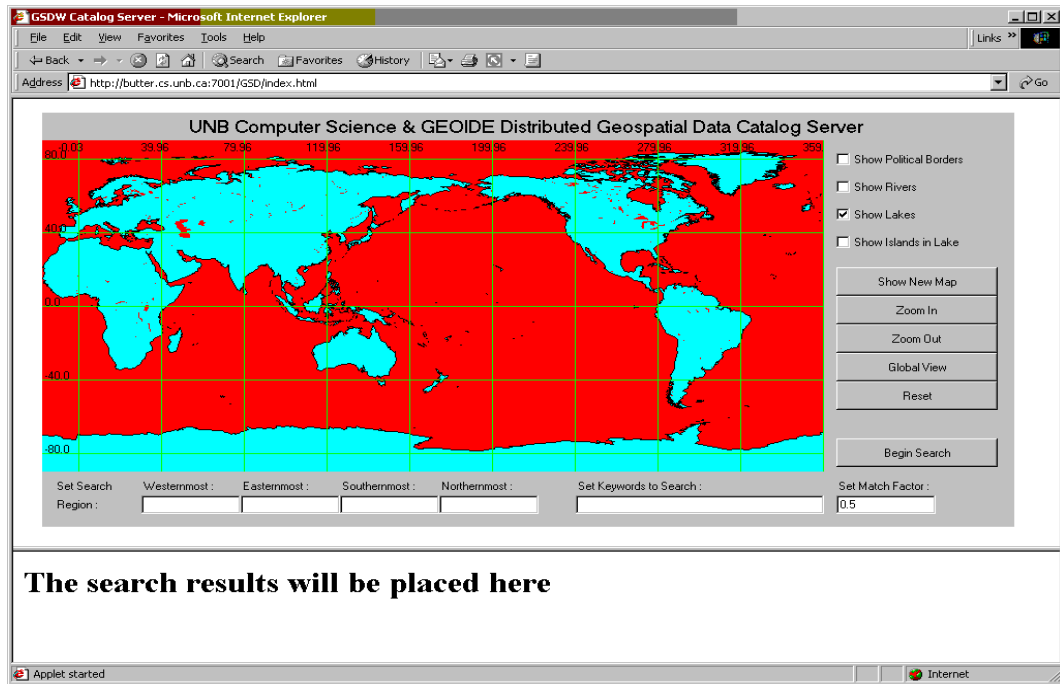 GSDW Catalog Server - Microsoft Internet Explorer
File Edit View Favorites Tools Help
Links »
Back Search Favorites History
Address http://butter.cs.unb.ca:7001/GSD/index.html Go
UNB Computer Science & GEOIDE Distributed Geospatial Data Catalog Server
-0.03 39.96 79.96 119.96 159.96 199.96 239.96 279.96 319.96 359.
80.0
40.0
0.0
-40.0
-80.0
Show Political Borders
Show Rivers
Show Lakes
Show Islands in Lake
Show New Map
Zoom In
Zoom Out
Global View
Reset
Begin Search
Set Search Westernmost : Easternmost : Southernmost : Northernmost : Set Keywords to Search : Set Match Factor :
Region : 0.5
The search results will be placed here
Applet started Internet